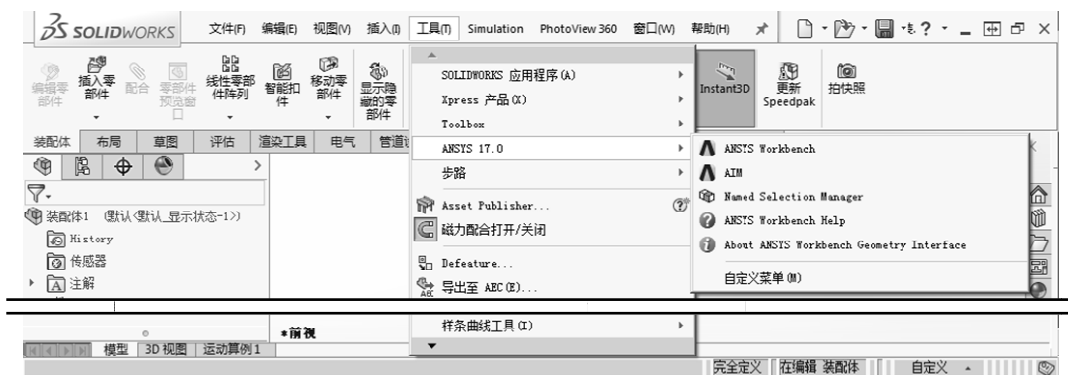 SOLIDWORKS 文件(F) 编辑(E) 视图(V) 插入(I) 工具(T) Simulation PhotoView 360 窗口(W) 帮助(H)
编辑零部件 插入零部件 配合 零部件预览窗口 线性零部件阵列 智能扣件 移动零部件 显示隐藏的零部件 Instant3D 更新 Speedpak 拍快照
装配体 布局 草图 评估 渲染工具 电气 管道
装配体1 (默认<默认_显示状态-1>)
History
传感器
注解
SOLIDWORKS 应用程序(A)
Xpress 产品(X)
Toolbox
ANSYS 17.0
步路
Asset Publisher...
磁力配合打开/关闭
Defeature...
导出至 AEC(E)...
样条曲线工具(I)
ANSYS Workbench
AIM
Named Selection Manager
ANSYS Workbench Help
About ANSYS Workbench Geometry Interface
自定义菜单(M)
*前视
模型 3D 视图 运动算例1
完全定义 在编辑 装配体 自定义